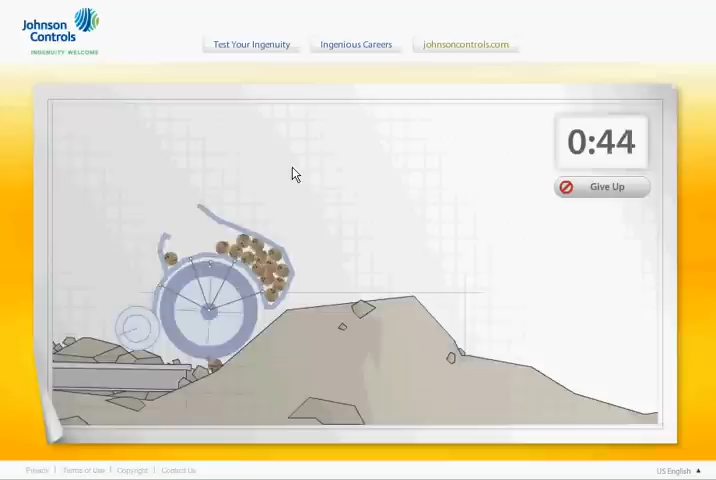 Johnson
Controls
INGENUITY WELCOME
Test Your Ingenuity
Ingenious Careers
johnsoncontrols.com
0:44
Give Up
Privacy | Terms of Use | Copyright | Contact Us
US English